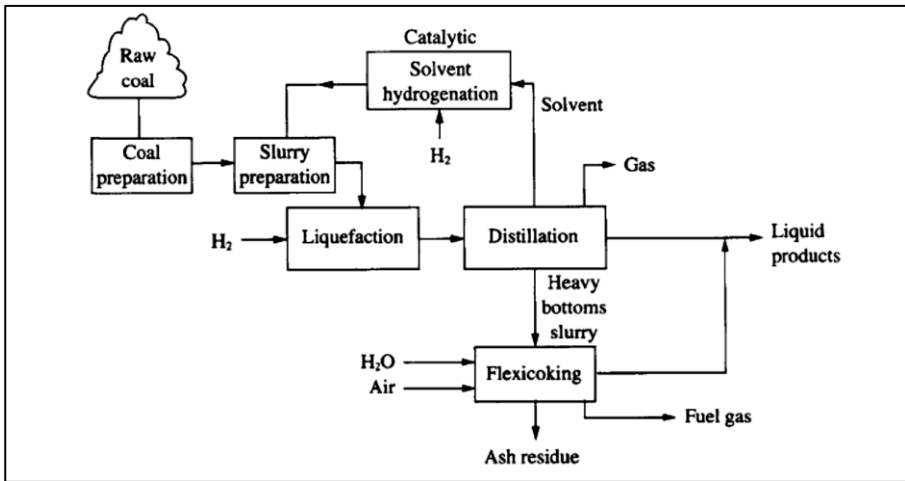 Raw
coal
Catalytic
Solvent
hydrogenation
Solvent
H₂
Coal
preparation
Slurry
preparation
Gas
H₂
Liquefaction
Distillation
Liquid
products
Heavy
bottoms
slurry
H₂O
Air
Flexicoking
Fuel gas
Ash residue